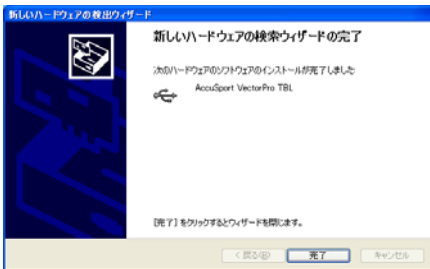 新しいハードウェアの検出ウィザード
新しいハードウェアの検索ウィザードの完了
次のハードウェアのソフトウェアのインストールが完了しました
AccuSport VectorPro TBL
[完了] をクリックするとウィザードを閉じます。
< 戻る(B)
完了
キャンセル